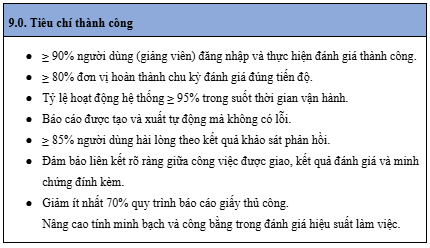 9.0. Tiêu chí thành công
● ≥ 90% người dùng (giảng viên) đăng nhập và thực hiện đánh giá thành công.
● ≥ 80% đơn vị hoàn thành chu kỳ đánh giá đúng tiến độ.
● Tỷ lệ hoạt động hệ thống ≥ 95% trong suốt thời gian vận hành.
● Báo cáo được tạo và xuất tự động mà không có lỗi.
● ≥ 85% người dùng hài lòng theo kết quả khảo sát phản hồi.
● Đảm bảo liên kết rõ ràng giữa công việc được giao, kết quả đánh giá và minh
chứng đính kèm.
● Giảm ít nhất 70% quy trình báo cáo giấy thủ công.
Nâng cao tính minh bạch và công bằng trong đánh giá hiệu suất làm việc.